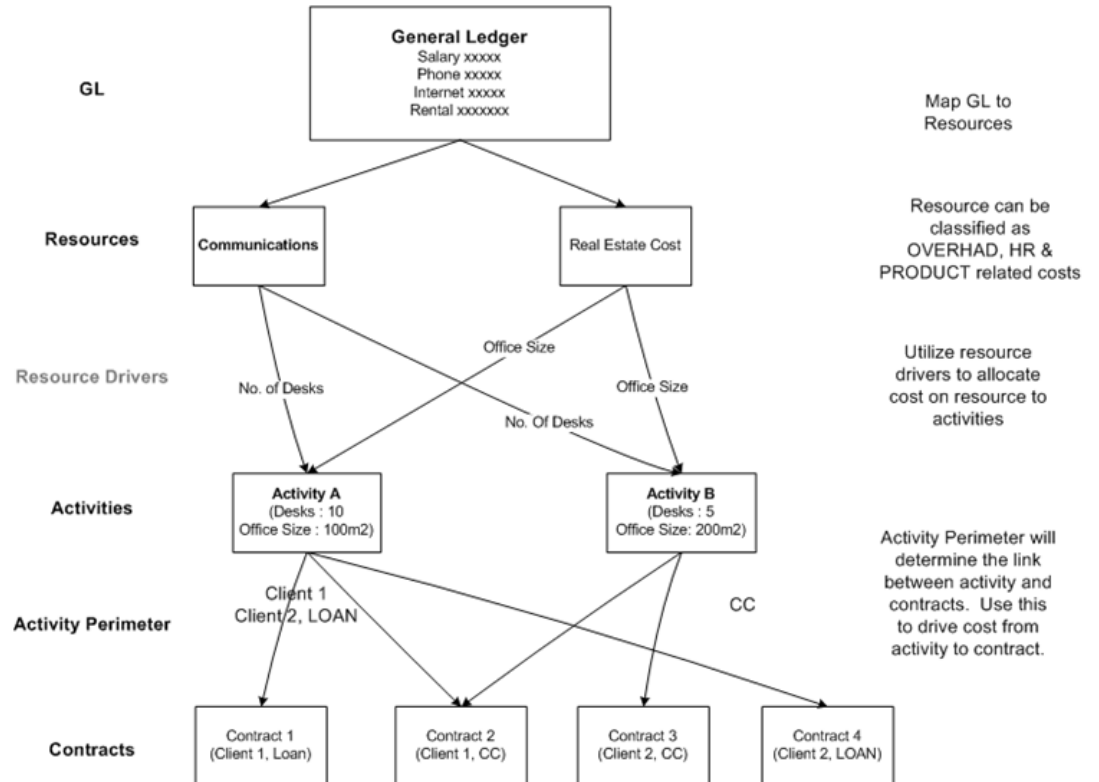 General Ledger
Salary xxxxx
Phone xxxxx
Internet xxxxx
Rental xxxxxxx
GL
Map GL to
Resources
Resources
Communications
Real Estate Cost
Resource can be
classified as
OVERHAD, HR &
PRODUCT related costs
Resource Drivers
No. of Desks
Office Size
Office Size
No. Of Desks
Utilize resource
drivers to allocate
cost on resource to
activities
Activities
Activity A
(Desks : 10
Office Size : 100m2)
Activity B
(Desks : 5
Office Size: 200m2)
Activity Perimeter
Client 1
Client 2, LOAN
CC
Activity Perimeter will
determine the link
between activity and
contracts.  Use this
to drive cost from
activity to contract.
Contracts
Contract 1
(Client 1, Loan)
Contract 2
(Client 1, CC)
Contract 3
(Client 2, CC)
Contract 4
(Client 2, LOAN)